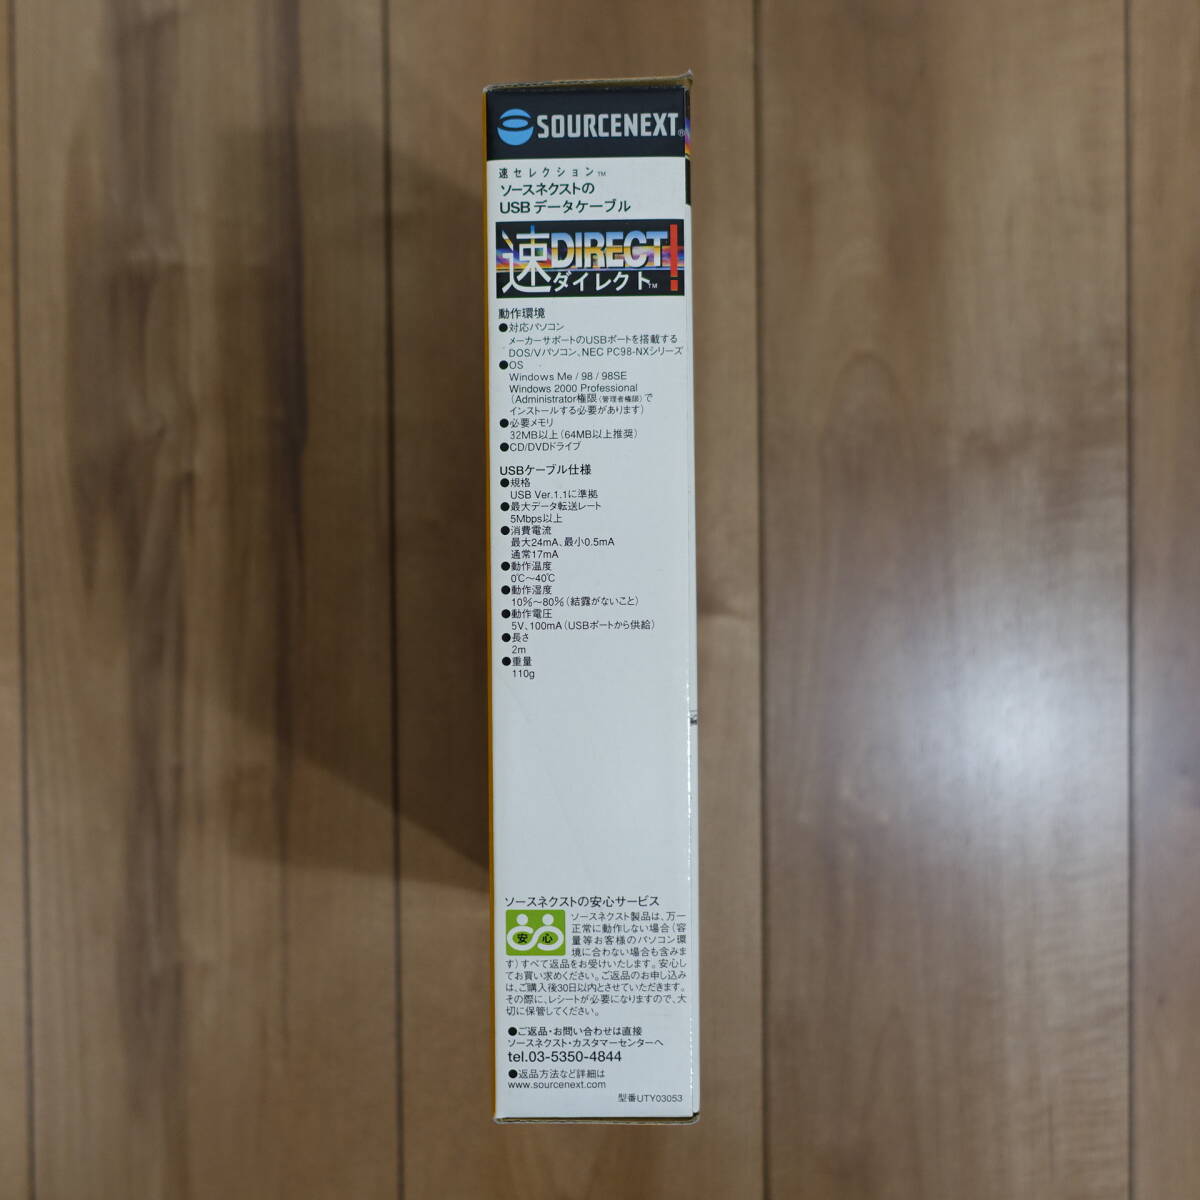 SOURCENEXT®
速セレクション™
ソースネクストの
USB データケーブル
速DIRECT!
ダイレクト™
動作環境
●対応パソコン
メーカーサポートのUSBポートを搭載する
DOS/Vパソコン、NEC PC98-NXシリーズ
●OS
Windows Me / 98 / 98SE
Windows 2000 Professional
(Administrator権限(管理者権限)で
インストールする必要があります)
●必要メモリ
32MB以上(64MB以上推奨)
●CD/DVDドライブ
USBケーブル仕様
●規格
USB Ver.1.1に準拠
●最大データ転送レート
5Mbps以上
●消費電流
最大24mA、最小0.5mA
通常17mA
●動作温度
0℃〜40℃
●動作湿度
10%〜80%(結露がないこと)
●動作電圧
5V、100mA(USBポートから供給)
●長さ
2m
●重量
110g
ソースネクストの安心サービス
安 心
ソースネクスト製品は、万一
正常に動作しない場合(容
量等お客様のパソコン環
境に合わない場合も含みま
す)すべて返品をお受けいたします。安心し
てお買い求めください。ご返品のお申し込み
は、ご購入後30日以内とさせていただきます。
その際に、レシートが必要になりますので、大
切に保管してください。
●ご返品・お問い合わせは直接
ソースネクスト・カスタマーセンターへ
tel.03-5350-4844
●返品方法など詳細は
www.sourcenext.com
型番UTY03053